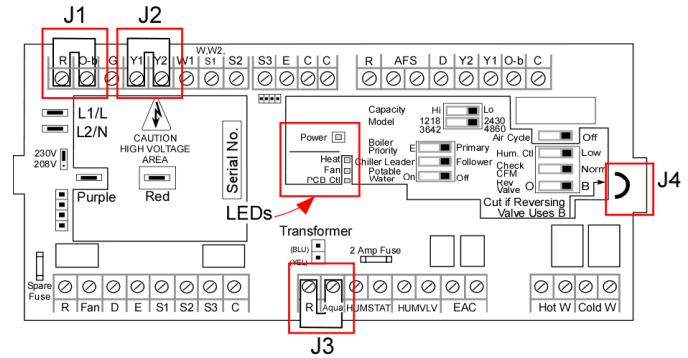 J1 J2
W,W2,
R O-b G Y1 Y2 W1 S1 S2 S3 E C C R AFS D Y2 Y1 O-b C
L1/L
L2/N
CAUTION
HIGH VOLTAGE
AREA
230V
208V
Purple
Red
Serial No.
Power
Heat
Fan
PCB Ctl
LEDs
Capacity Hi Lo
Model 1218 2430
3642 4860
Boiler
Priority E Primary
Chiller Leader Follower
Potable
Water On Off
Air Cycle Off
Hum. Ctl Low
Check
CFM Norm
Rev
Valve O B
Cut if Reversing
Valve Uses B
J4
Transformer
(BLU)
(YEL)
2 Amp Fuse
Spare
Fuse
R Fan D E S1 S2 S3 C R Aqua HUMSTAT HUMVLV EAC Hot W Cold W
J3